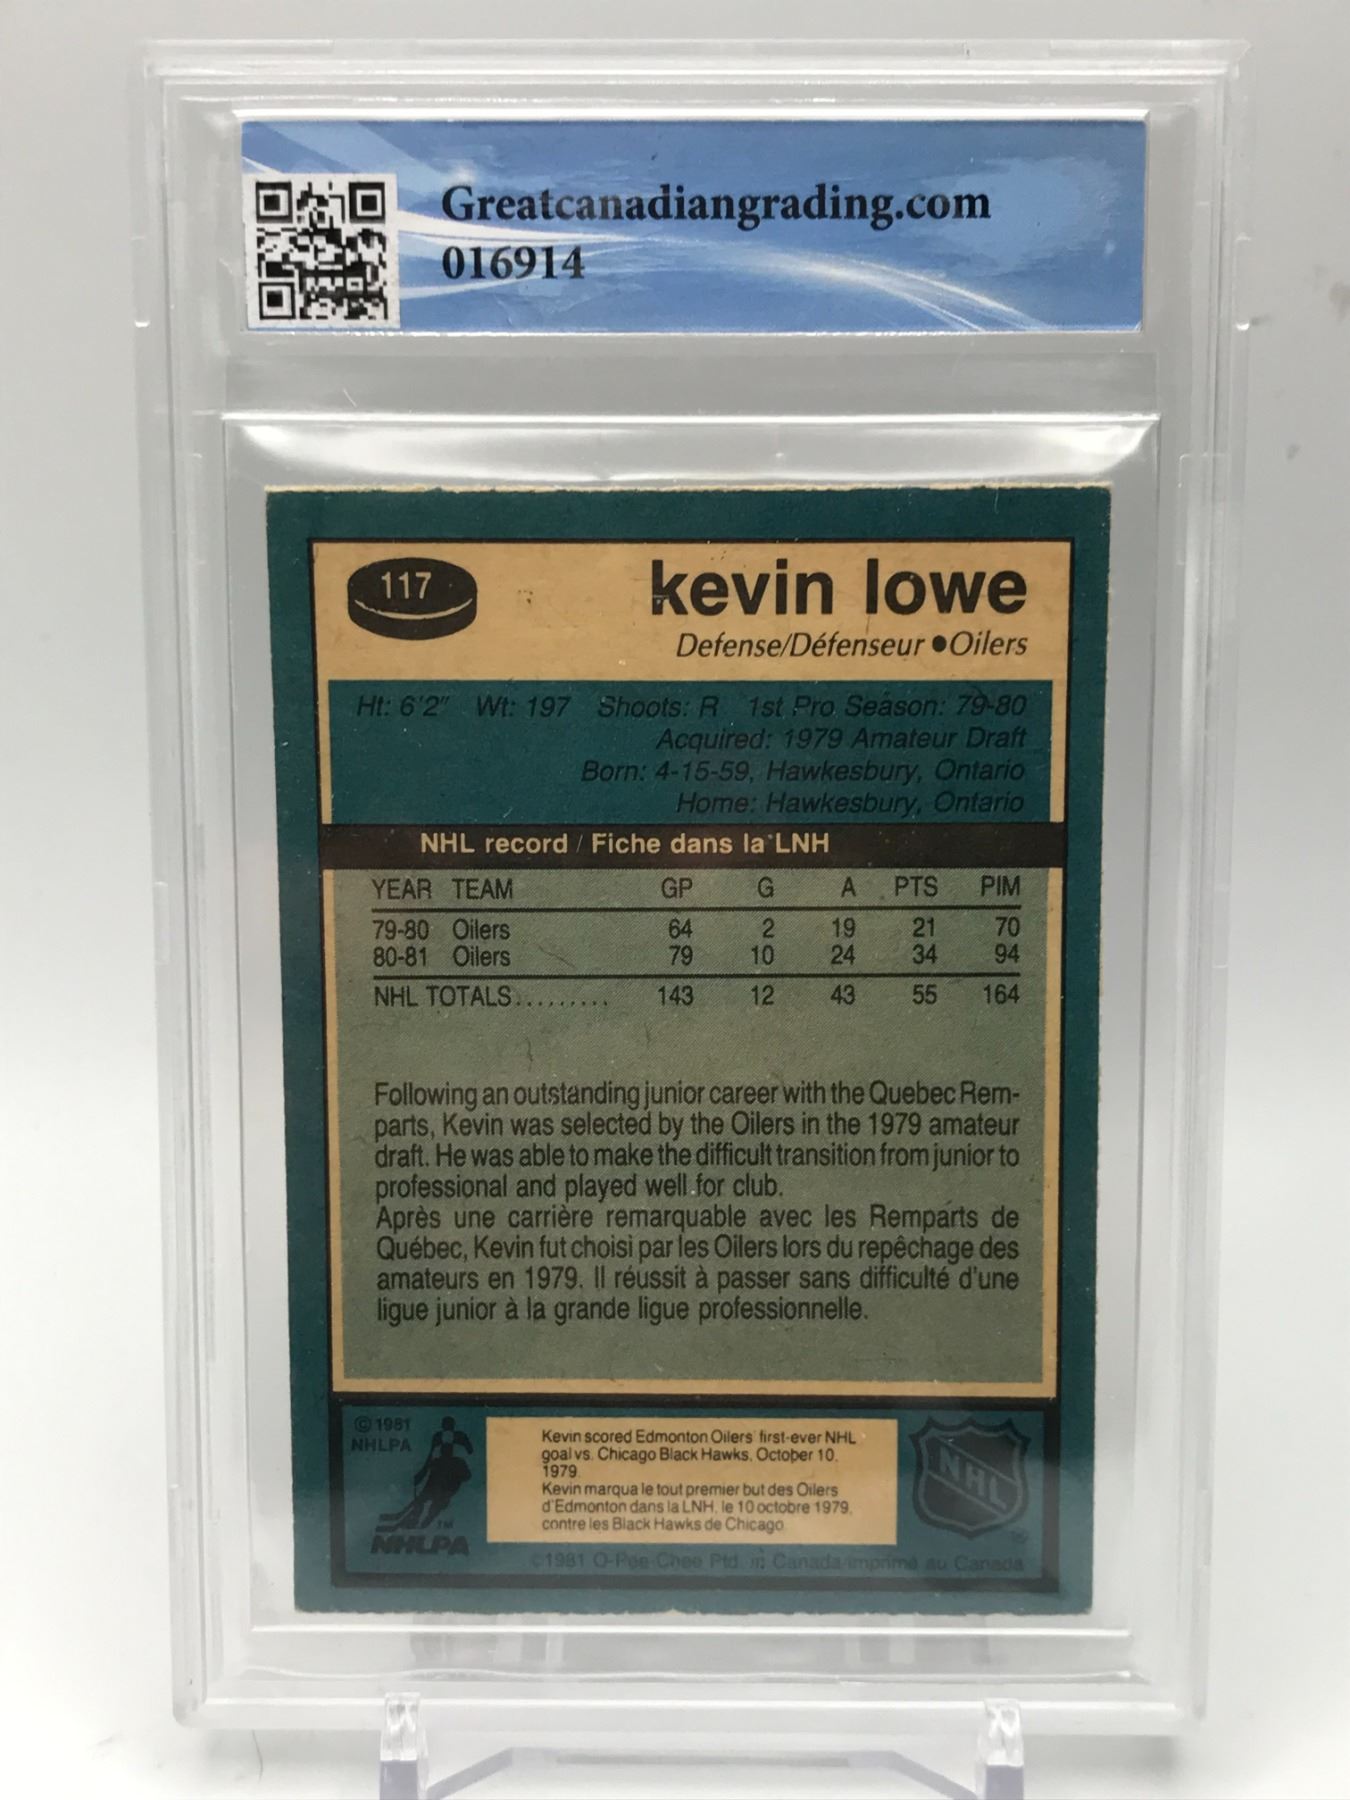 Greatcanadiangrading.com
016914
117
kevin lowe
Defense/Défenseur ●Oilers
Ht: 6'2" Wt: 197 Shoots: R 1st Pro Season: 79-80
Acquired: 1979 Amateur Draft
Born: 4-15-59, Hawkesbury, Ontario
Home: Hawkesbury, Ontario
NHL record / Fiche dans la LNH
YEAR TEAM GP G A PTS PIM
79-80 Oilers 64 2 19 21 70
80-81 Oilers 79 10 24 34 94
NHL TOTALS......... 143 12 43 55 164
Following an outstanding junior career with the Quebec Rem-
parts, Kevin was selected by the Oilers in the 1979 amateur
draft. He was able to make the difficult transition from junior to
professional and played well for club.
Après une carrière remarquable avec les Remparts de
Québec, Kevin fut choisi par les Oilers lors du repêchage des
amateurs en 1979. Il réussit à passer sans difficulté d'une
ligue junior à la grande ligue professionnelle.
© 1981
NHLPA
TM
NHLPA
Kevin scored Edmonton Oilers' first-ever NHL
goal vs. Chicago Black Hawks, October 10,
1979.
Kevin marqua le tout premier but des Oilers
d'Edmonton dans la LNH, le 10 octobre 1979,
contre les Black Hawks de Chicago.
NHL
©1981 O-Pee-Chee Ptd. in Canada/imprimé au Canada